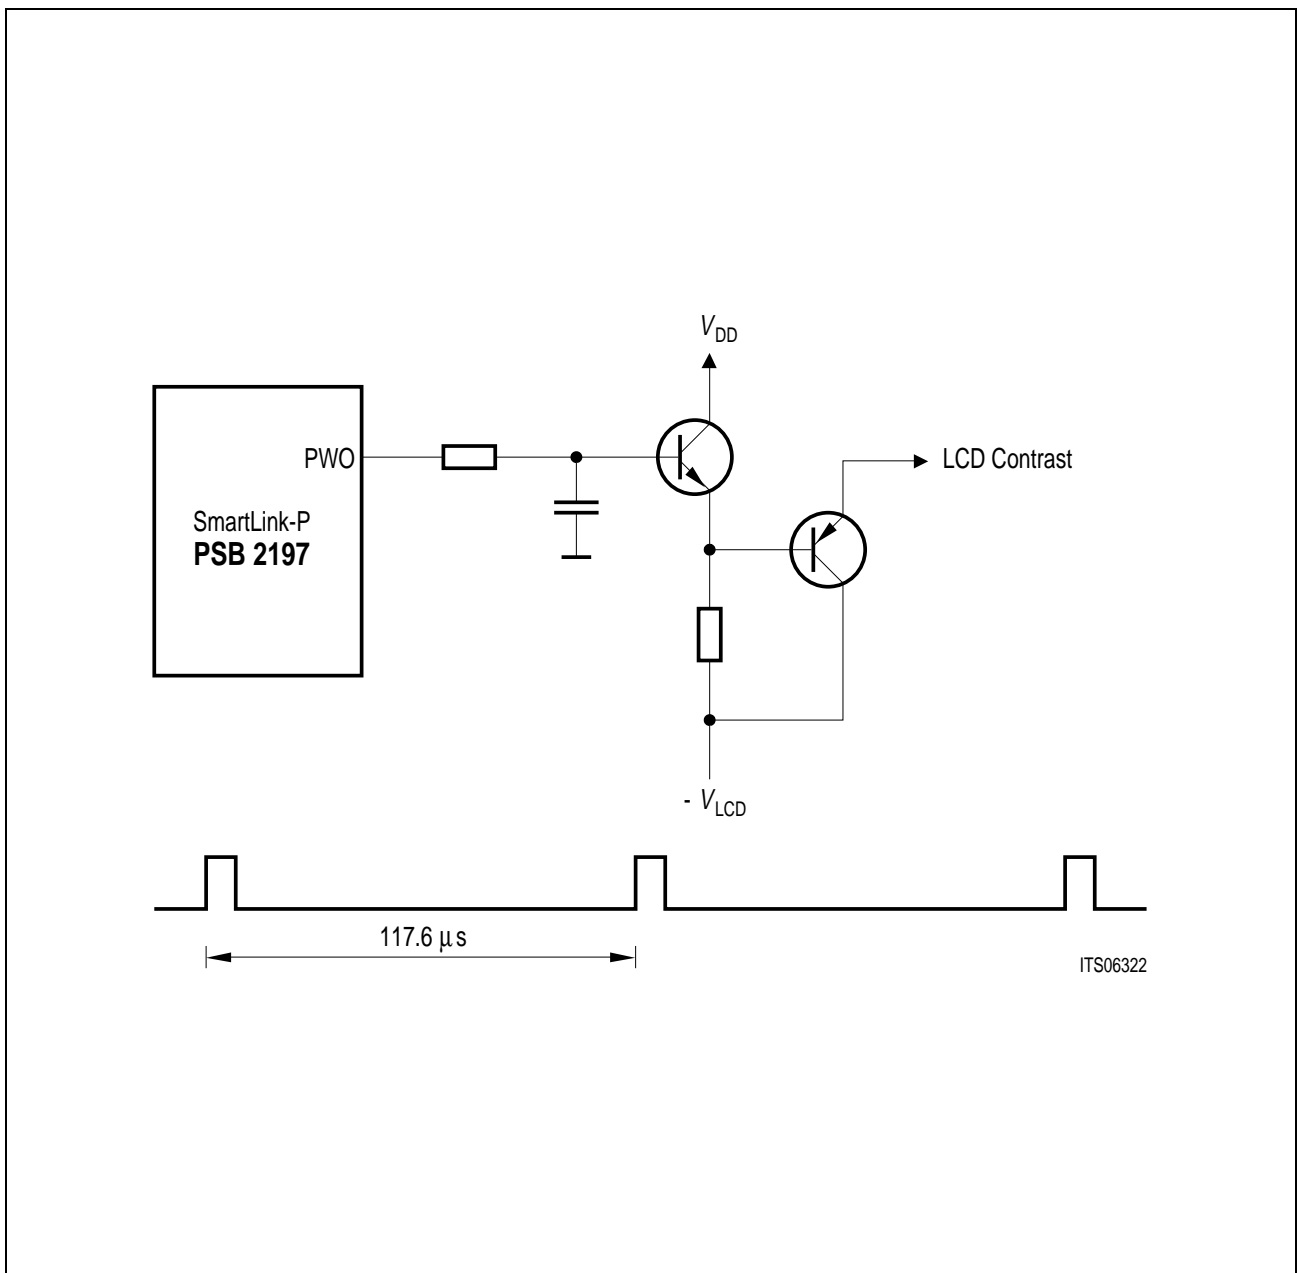 V_DD
PWO
LCD Contrast
SmartLink-P
PSB 2197
- V_LCD
117.6 µs
ITS06322